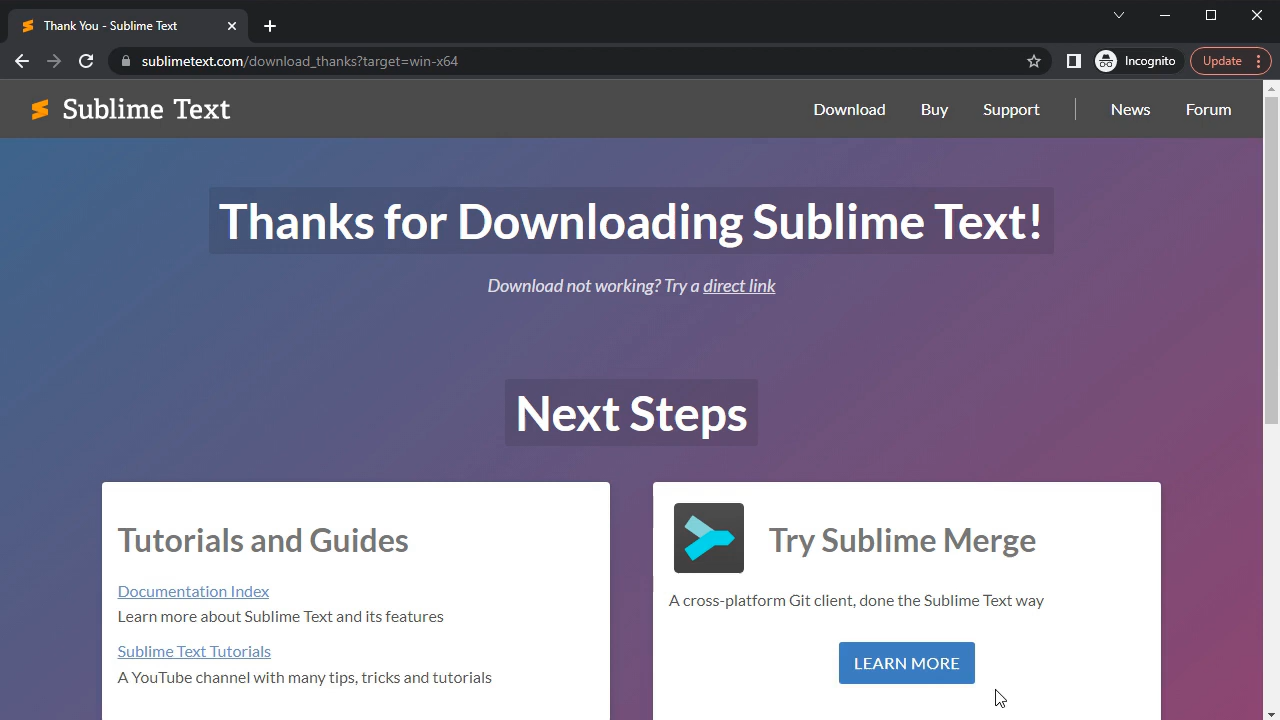 Thank You - Sublime Text
sublimetext.com/download_thanks?target=win-x64
Incognito
Update
Sublime Text
Download
Buy
Support
News
Forum
Thanks for Downloading Sublime Text!
Download not working? Try a direct link
Next Steps
Tutorials and Guides
Documentation Index
Learn more about Sublime Text and its features
Sublime Text Tutorials
A YouTube channel with many tips, tricks and tutorials
Try Sublime Merge
A cross-platform Git client, done the Sublime Text way
LEARN MORE